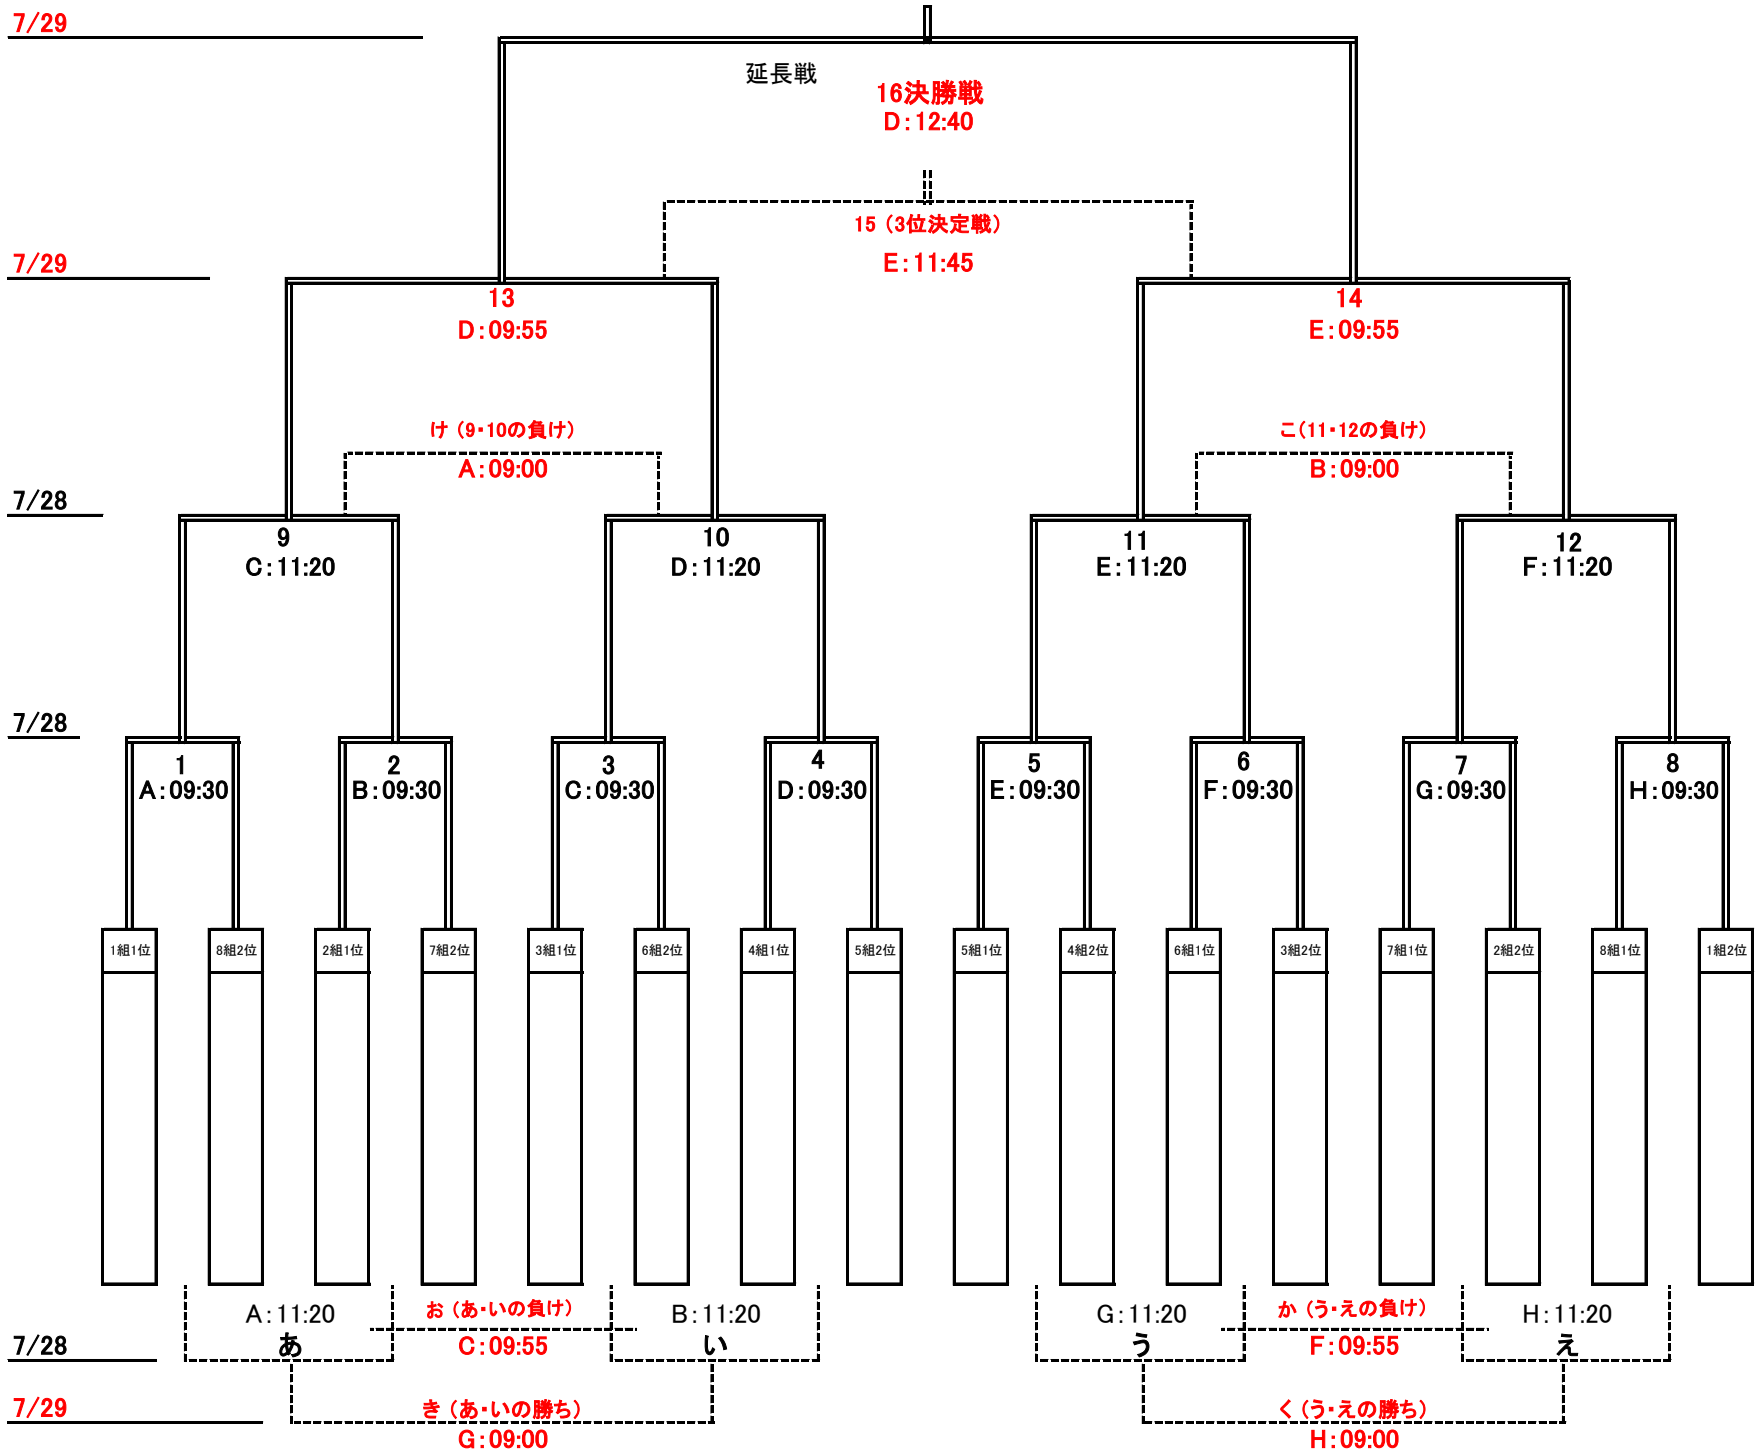 7/29
延長戦
16決勝戦
D:12:40
15（3位決定戦）
7/29
E:11:45
13
14
D:09:55
E:09:55
け（9・10の負け）
こ（11・12の負け）
A:09:00
B:09:00
7/28
9
10
11
12
C:11:20
D:11:20
E:11:20
F:11:20
7/28
1
2
3
4
5
6
7
8
A:09:30
B:09:30
C:09:30
D:09:30
E:09:30
F:09:30
G:09:30
H:09:30
1組1位
8組2位
2組1位
7組2位
3組1位
6組2位
4組1位
5組2位
5組1位
4組2位
6組1位
3組2位
7組1位
2組2位
8組1位
1組2位
A:11:20
お（あ・いの負け）
B:11:20
G:11:20
か（う・えの負け）
H:11:20
7/28
あ
C:09:55
い
う
F:09:55
え
7/29
き（あ・いの勝ち）
く（う・えの勝ち）
G:09:00
H:09:00